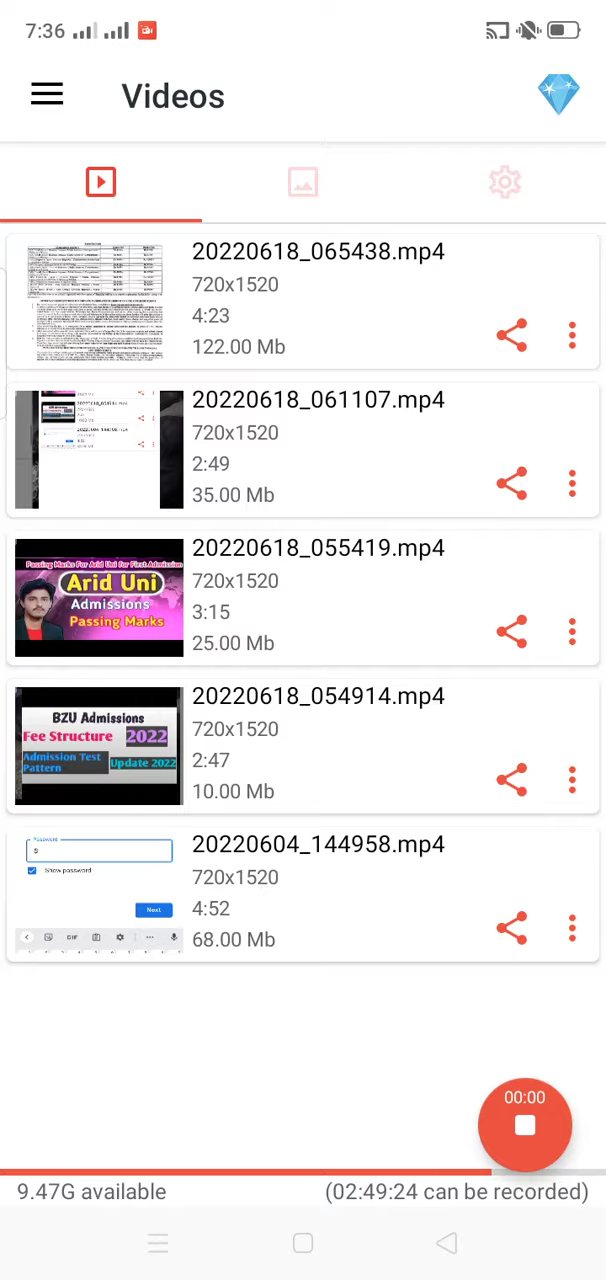 7:36
Videos
20220618_065438.mp4
720x1520
4:23
122.00 Mb
20220618_061107.mp4
720x1520
2:49
35.00 Mb
Passing Marks For Arid Uni for First Admission
Arid Uni
Admissions
Passing Marks
20220618_055419.mp4
720x1520
3:15
25.00 Mb
BZU Admissions
Fee Structure 2022
Admission Test
Pattern
Update 2022
20220618_054914.mp4
720x1520
2:47
10.00 Mb
Password
Show password
Next
GIF
20220604_144958.mp4
720x1520
4:52
68.00 Mb
00:00
9.47G available
(02:49:24 can be recorded)